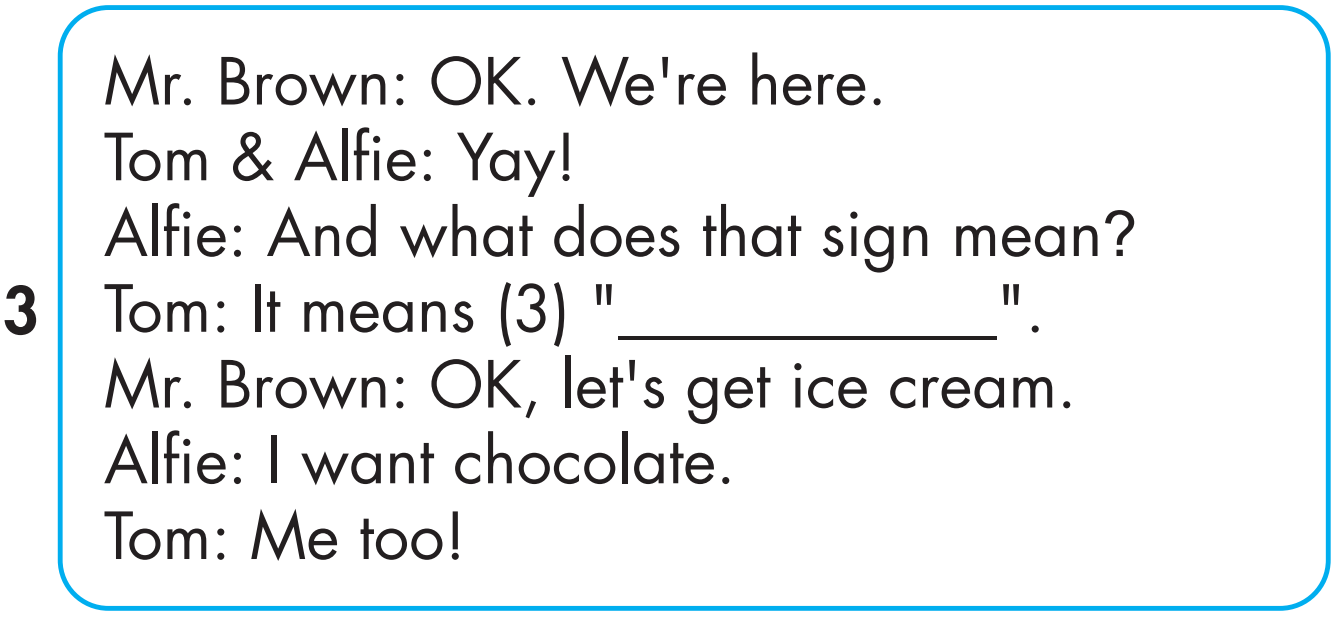 Mr. Brown: OK. We're here.
Tom & Alfie: Yay!
Alfie: And what does that sign mean?
3 Tom: It means (3) "____________".
Mr. Brown: OK, let's get ice cream.
Alfie: I want chocolate.
Tom: Me too!